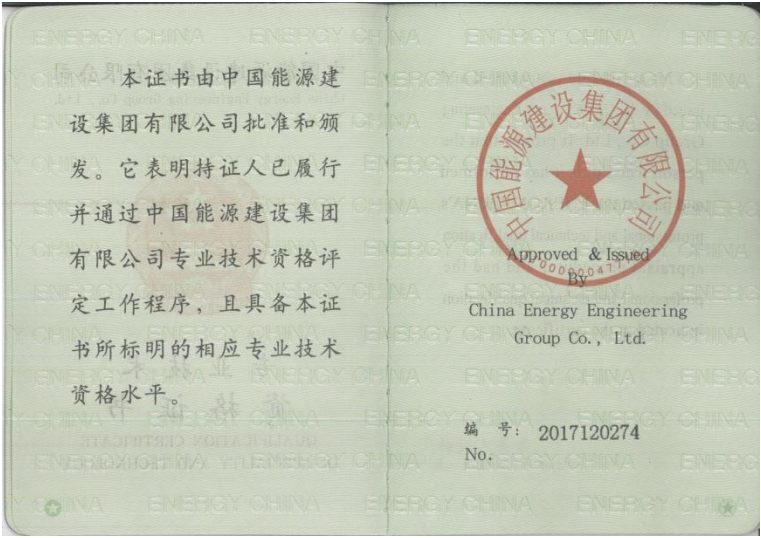 本证书由中国能源建
设集团有限公司批准和颁
发。它表明持证人已履行
并通过中国能源建设集团
有限公司专业技术资格评
定工作程序，且具备本证
书所标明的相应专业技术
资格水平。
中国能源建设集团有限公司
Approved & Issued
By
China Energy Engineering
Group Co., Ltd.
编 号： 2017120274
No.
ENERGY CHINA